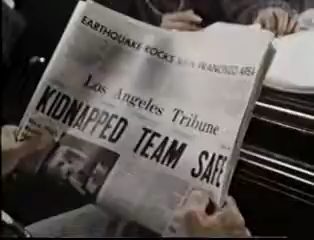 EARTHQUAKE ROCKS SAN FRANCISCO AREA
Los Angeles Tribune
KIDNAPPED TEAM SAFE